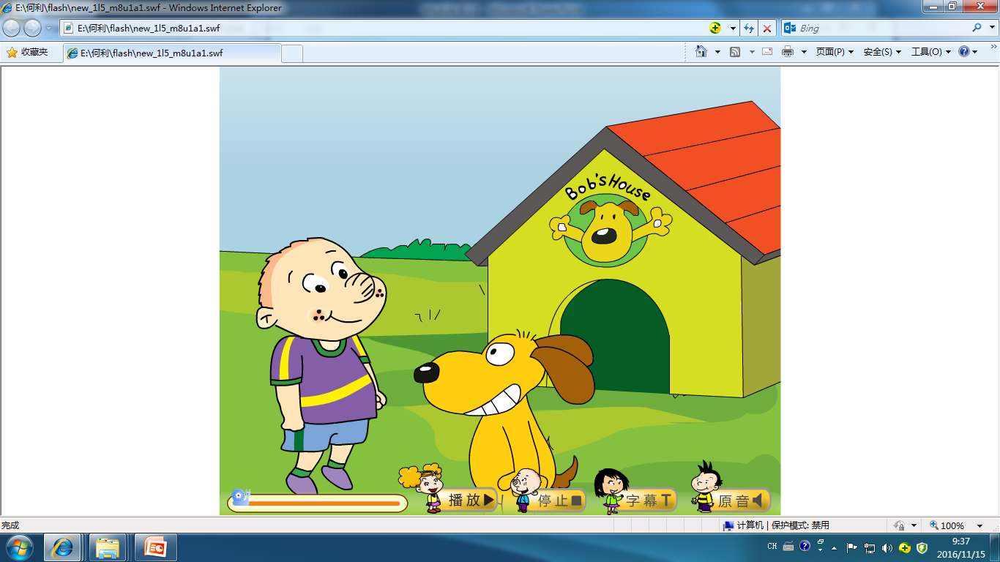 E:\何利\flash\new_1l5_m8u1a1.swf - Windows Internet Explorer
E:\何利\flash\new_1l5_m8u1a1.swf
Bing
收藏夹
E:\何利\flash\new_1l5_m8u1a1.swf
页面(P)
安全(S)
工具(O)
Bob's House
播放
停止
字幕T
原音
完成
计算机 | 保护模式: 禁用
100%
CH
9:37
2016/11/15